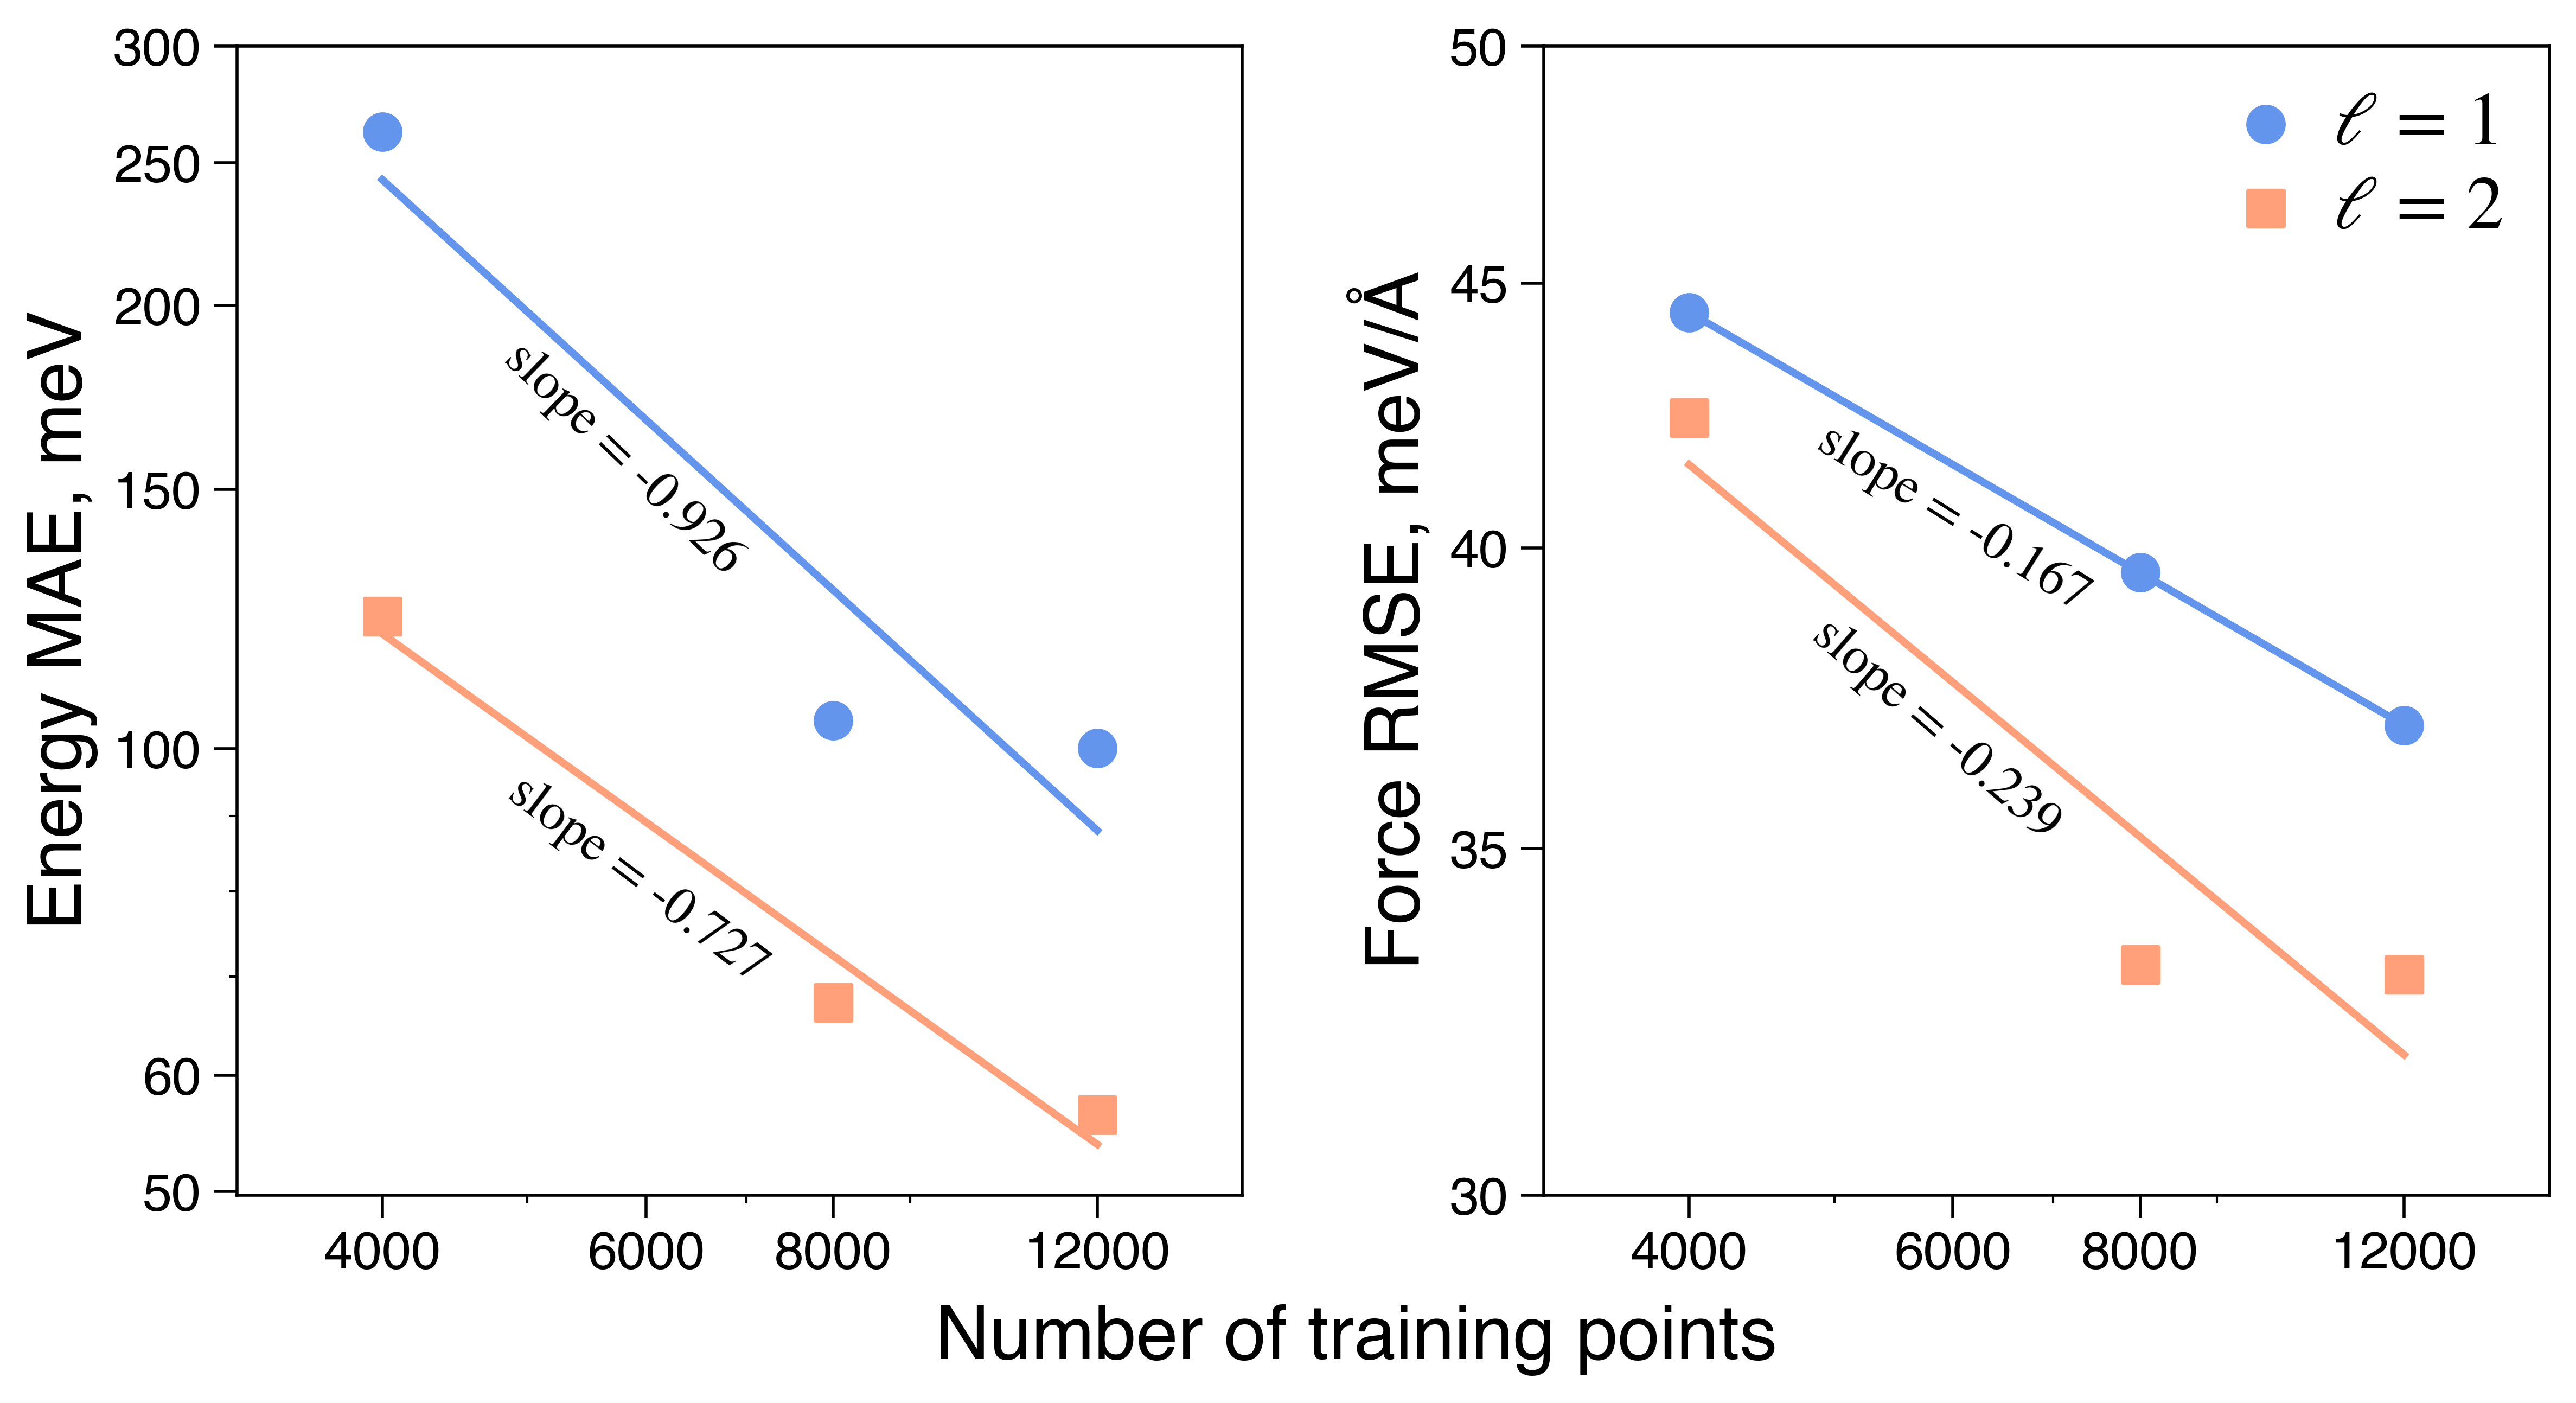 Energy MAE, meV
300
250
200
150
100
60
50
slope = -0.926
slope = -0.727
4000
6000
8000
12000
Force RMSE, meV/Å
50
45
40
35
30
ℓ = 1
ℓ = 2
slope = -0.167
slope = -0.239
4000
6000
8000
12000
Number of training points